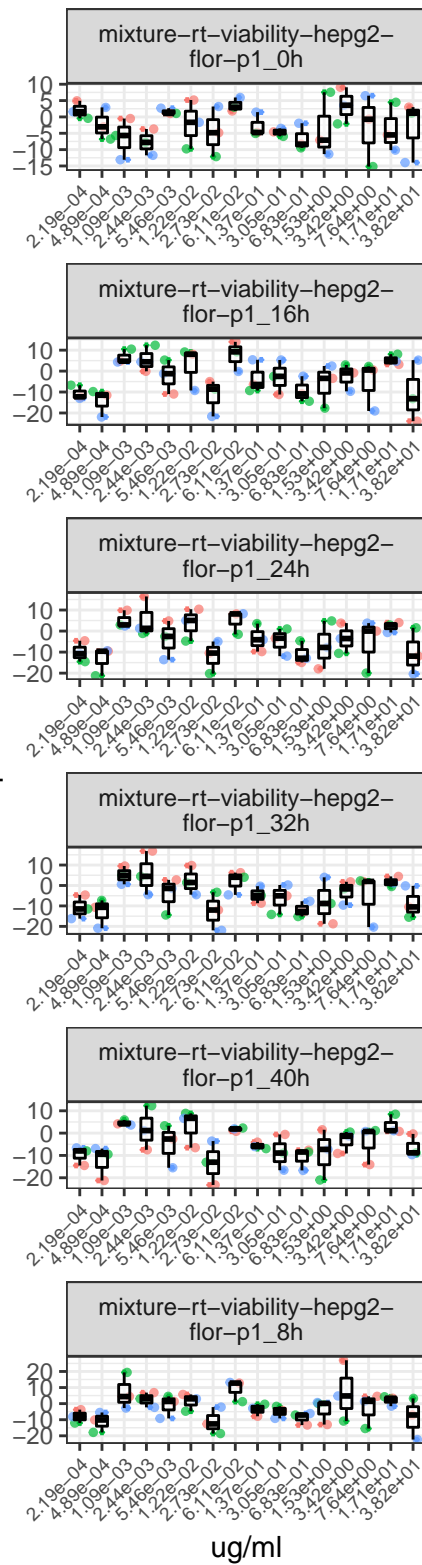 mixture-rt-viability-hepg2-
flor-p1_0h
10
5
0
−5
−10
−15
2.19e−04
4.89e−04
1.09e−03
2.44e−03
5.46e−03
1.22e−02
2.73e−02
6.11e−02
1.37e−01
3.05e−01
6.83e−01
1.53e+00
3.42e+00
7.64e+00
1.71e+01
3.82e+01
mixture-rt-viability-hepg2-
flor-p1_16h
10
0
−10
−20
2.19e−04
4.89e−04
1.09e−03
2.44e−03
5.46e−03
1.22e−02
2.73e−02
6.11e−02
1.37e−01
3.05e−01
6.83e−01
1.53e+00
3.42e+00
7.64e+00
1.71e+01
3.82e+01
mixture-rt-viability-hepg2-
flor-p1_24h
10
0
−10
−20
2.19e−04
4.89e−04
1.09e−03
2.44e−03
5.46e−03
1.22e−02
2.73e−02
6.11e−02
1.37e−01
3.05e−01
6.83e−01
1.53e+00
3.42e+00
7.64e+00
1.71e+01
3.82e+01
mixture-rt-viability-hepg2-
flor-p1_32h
10
0
−10
−20
2.19e−04
4.89e−04
1.09e−03
2.44e−03
5.46e−03
1.22e−02
2.73e−02
6.11e−02
1.37e−01
3.05e−01
6.83e−01
1.53e+00
3.42e+00
7.64e+00
1.71e+01
3.82e+01
mixture-rt-viability-hepg2-
flor-p1_40h
10
0
−10
−20
2.19e−04
4.89e−04
1.09e−03
2.44e−03
5.46e−03
1.22e−02
2.73e−02
6.11e−02
1.37e−01
3.05e−01
6.83e−01
1.53e+00
3.42e+00
7.64e+00
1.71e+01
3.82e+01
mixture-rt-viability-hepg2-
flor-p1_8h
20
10
0
−10
−20
2.19e−04
4.89e−04
1.09e−03
2.44e−03
5.46e−03
1.22e−02
2.73e−02
6.11e−02
1.37e−01
3.05e−01
6.83e−01
1.53e+00
3.42e+00
7.64e+00
1.71e+01
3.82e+01
ug/ml